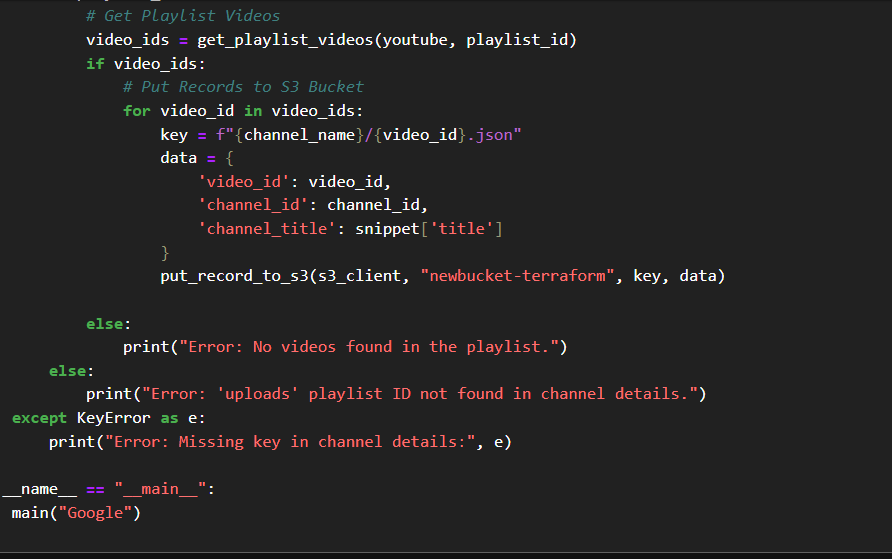 # Get Playlist Videos
video_ids = get_playlist_videos(youtube, playlist_id)
if video_ids:
# Put Records to S3 Bucket
for video_id in video_ids:
key = f"{channel_name}/{video_id}.json"
data = {
'video_id': video_id,
'channel_id': channel_id,
'channel_title': snippet['title']
}
put_record_to_s3(s3_client, "newbucket-terraform", key, data)
else:
print("Error: No videos found in the playlist.")
else:
print("Error: 'uploads' playlist ID not found in channel details.")
except KeyError as e:
print("Error: Missing key in channel details:", e)
__name__ == "__main__":
main("Google")